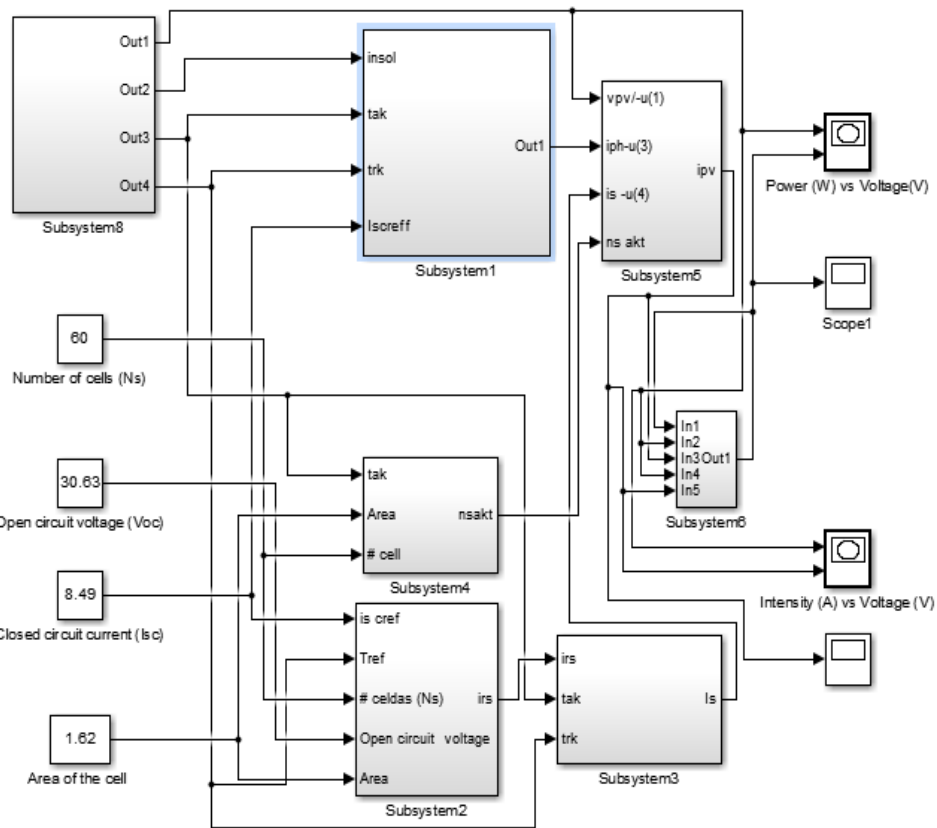 Out1
Out2
Out3
Out4
Subsystem8
insol
tak
trk
Iscreff
Out1
Subsystem1
vpv/-u(1)
iph-u(3)
is -u(4)
ns akt
ipv
Subsystem5
Power (W) vs Voltage(V)
Scope1
60
Number of cells (Ns)
30.63
Open circuit voltage (Voc)
8.49
Closed circuit current (Isc)
1.62
Area of the cell
tak
Area
# cell
nsakt
Subsystem4
In1
In2
In3
In4
In5
Out1
Subsystem6
Intensity (A) vs Voltage (V)
is cref
Tref
# celdas (Ns)
Open circuit voltage
Area
irs
Subsystem2
irs
tak
trk
Is
Subsystem3